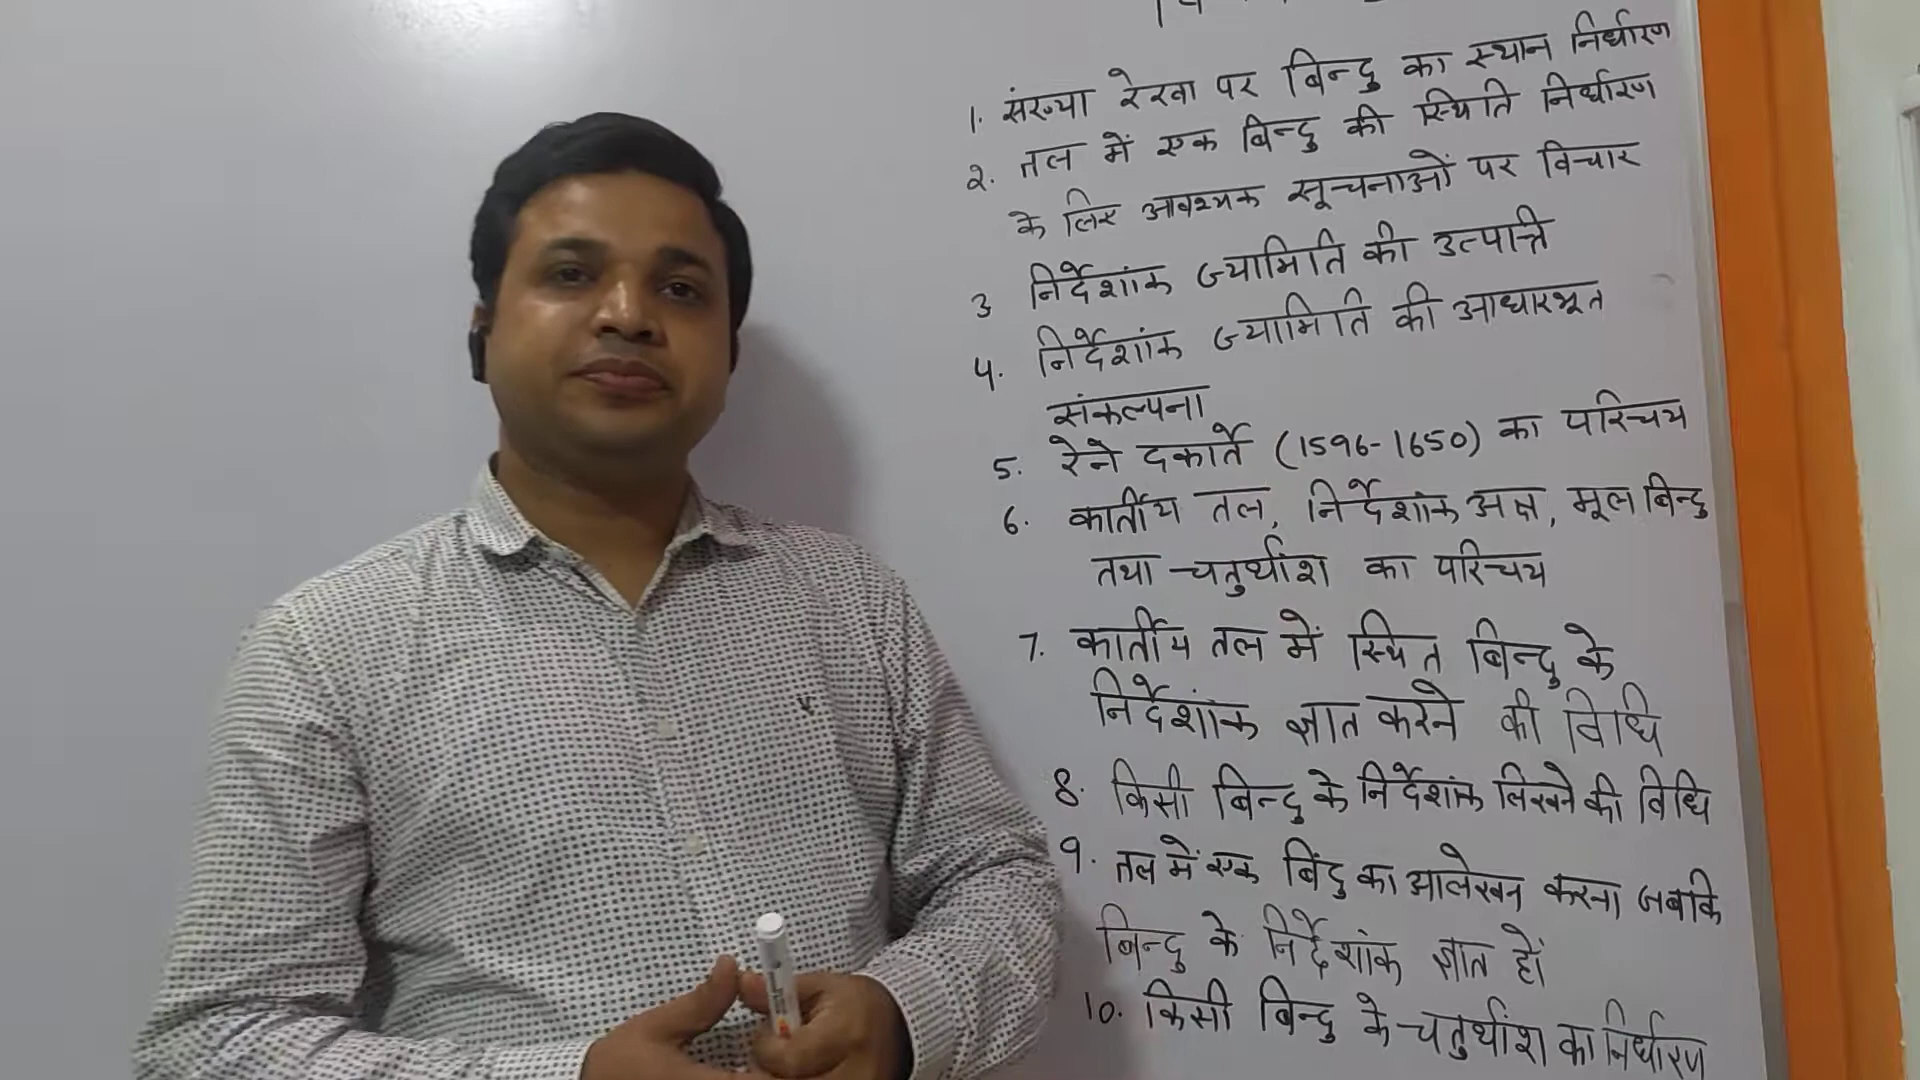 1. संख्या रेखा पर बिन्दु का स्थान निर्धारण
2. तल में एक बिन्दु की स्थिति निर्धारण
के लिए आवश्यक सूचनाओं पर विचार
3 निर्देशांक ज्यामिति की उत्पत्ति
4. निर्देशांक ज्यामिति की आधारभूत
संकल्पना
5. रेने दकार्ते (1596-1650) का परिचय
6. कार्तीय तल, निर्देशांक अक्ष, मूल बिन्दु
तथा चतुर्थांश का परिचय
7. कार्तीय तल में स्थित बिन्दु के
निर्देशांक ज्ञात करने की विधि
8. किसी बिन्दु के निर्देशांक लिखने की विधि
9. तल में एक बिंदु का आलेखन करना जबकि
बिन्दु के निर्देशांक ज्ञात हों
10. किसी बिन्दु के चतुर्थांश का निर्धारण